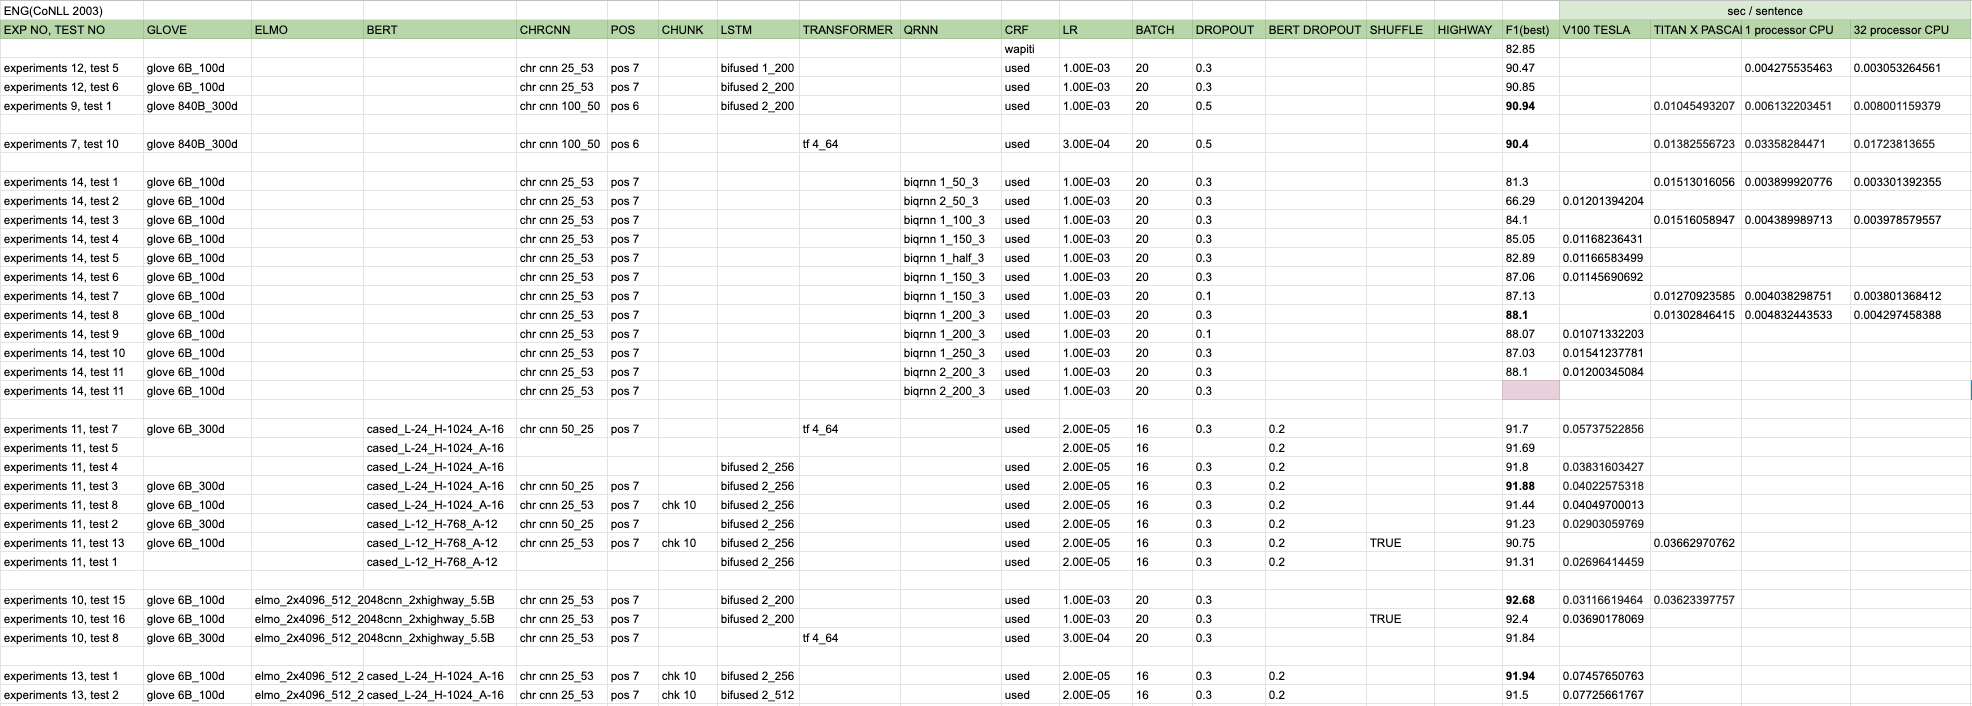 ENG(CoNLL 2003) sec / sentence
EXP NO, TEST NO GLOVE ELMO BERT CHRCNN POS CHUNK LSTM TRANSFORMER QRNN CRF LR BATCH DROPOUT BERT DROPOUT SHUFFLE HIGHWAY F1(best) V100 TESLA TITAN X PASCAL 1 processor CPU 32 processor CPU
wapiti 82.85
experiments 12, test 5 glove 6B_100d chr cnn 25_53 pos 7 bifused 1_200 used 1.00E-03 20 0.3 90.47 0.004275535463 0.003053264561
experiments 12, test 6 glove 6B_100d chr cnn 25_53 pos 7 bifused 2_200 used 1.00E-03 20 0.3 90.85
experiments 9, test 1 glove 840B_300d chr cnn 100_50 pos 6 bifused 2_200 used 1.00E-03 20 0.5 90.94 0.01045493207 0.006132203451 0.008001159379
experiments 7, test 10 glove 840B_300d chr cnn 100_50 pos 6 tf 4_64 used 3.00E-04 20 0.5 90.4 0.01382556723 0.03358284471 0.01723813655
experiments 14, test 1 glove 6B_100d chr cnn 25_53 pos 7 biqrnn 1_50_3 used 1.00E-03 20 0.3 81.3 0.01513016056 0.003899920776 0.003301392355
experiments 14, test 2 glove 6B_100d chr cnn 25_53 pos 7 biqrnn 2_50_3 used 1.00E-03 20 0.3 66.29 0.01201394204
experiments 14, test 3 glove 6B_100d chr cnn 25_53 pos 7 biqrnn 1_100_3 used 1.00E-03 20 0.3 84.1 0.01516058947 0.004389989713 0.003978579557
experiments 14, test 4 glove 6B_100d chr cnn 25_53 pos 7 biqrnn 1_150_3 used 1.00E-03 20 0.3 85.05 0.01168236431
experiments 14, test 5 glove 6B_100d chr cnn 25_53 pos 7 biqrnn 1_half_3 used 1.00E-03 20 0.3 82.89 0.01166583499
experiments 14, test 6 glove 6B_100d chr cnn 25_53 pos 7 biqrnn 1_150_3 used 1.00E-03 20 0.3 87.06 0.01145690692
experiments 14, test 7 glove 6B_100d chr cnn 25_53 pos 7 biqrnn 1_150_3 used 1.00E-03 20 0.1 87.13 0.01270923585 0.004038298751 0.003801368412
experiments 14, test 8 glove 6B_100d chr cnn 25_53 pos 7 biqrnn 1_200_3 used 1.00E-03 20 0.3 88.1 0.01302846415 0.004832443533 0.004297458388
experiments 14, test 9 glove 6B_100d chr cnn 25_53 pos 7 biqrnn 1_200_3 used 1.00E-03 20 0.1 88.07 0.01071332203
experiments 14, test 10 glove 6B_100d chr cnn 25_53 pos 7 biqrnn 1_250_3 used 1.00E-03 20 0.3 87.03 0.01541237781
experiments 14, test 11 glove 6B_100d chr cnn 25_53 pos 7 biqrnn 2_200_3 used 1.00E-03 20 0.3 88.1 0.01200345084
experiments 14, test 11 glove 6B_100d chr cnn 25_53 pos 7 biqrnn 2_200_3 used 1.00E-03 20 0.3
experiments 11, test 7 glove 6B_300d cased_L-24_H-1024_A-16 chr cnn 50_25 pos 7 tf 4_64 used 2.00E-05 16 0.3 0.2 91.7 0.05737522856
experiments 11, test 5 cased_L-24_H-1024_A-16 2.00E-05 16 0.2 91.69
experiments 11, test 4 cased_L-24_H-1024_A-16 bifused 2_256 used 2.00E-05 16 0.3 0.2 91.8 0.03831603427
experiments 11, test 3 glove 6B_300d cased_L-24_H-1024_A-16 chr cnn 50_25 pos 7 bifused 2_256 used 2.00E-05 16 0.3 0.2 91.88 0.04022575318
experiments 11, test 8 glove 6B_100d cased_L-24_H-1024_A-16 chr cnn 25_53 pos 7 chk 10 bifused 2_256 used 2.00E-05 16 0.3 0.2 91.44 0.04049700013
experiments 11, test 2 glove 6B_300d cased_L-12_H-768_A-12 chr cnn 50_25 pos 7 bifused 2_256 used 2.00E-05 16 0.3 0.2 91.23 0.02903059769
experiments 11, test 13 glove 6B_100d cased_L-12_H-768_A-12 chr cnn 25_53 pos 7 chk 10 bifused 2_256 used 2.00E-05 16 0.3 0.2 TRUE 90.75 0.03662970762
experiments 11, test 1 cased_L-12_H-768_A-12 bifused 2_256 used 2.00E-05 16 0.3 0.2 91.31 0.02696414459
experiments 10, test 15 glove 6B_100d elmo_2x4096_512_2048cnn_2xhighway_5.5B chr cnn 25_53 pos 7 bifused 2_200 used 1.00E-03 20 0.3 92.68 0.03116619464 0.03623397757
experiments 10, test 16 glove 6B_100d elmo_2x4096_512_2048cnn_2xhighway_5.5B chr cnn 25_53 pos 7 bifused 2_200 used 1.00E-03 20 0.3 TRUE 92.4 0.03690178069
experiments 10, test 8 glove 6B_300d elmo_2x4096_512_2048cnn_2xhighway_5.5B chr cnn 25_53 pos 7 tf 4_64 used 3.00E-04 20 0.3 91.84
experiments 13, test 1 glove 6B_100d elmo_2x4096_512_2 cased_L-24_H-1024_A-16 chr cnn 25_53 pos 7 chk 10 bifused 2_256 used 2.00E-05 16 0.3 0.2 91.94 0.07457650763
experiments 13, test 2 glove 6B_100d elmo_2x4096_512_2 cased_L-24_H-1024_A-16 chr cnn 25_53 pos 7 chk 10 bifused 2_512 used 2.00E-05 16 0.3 0.2 91.5 0.07725661767